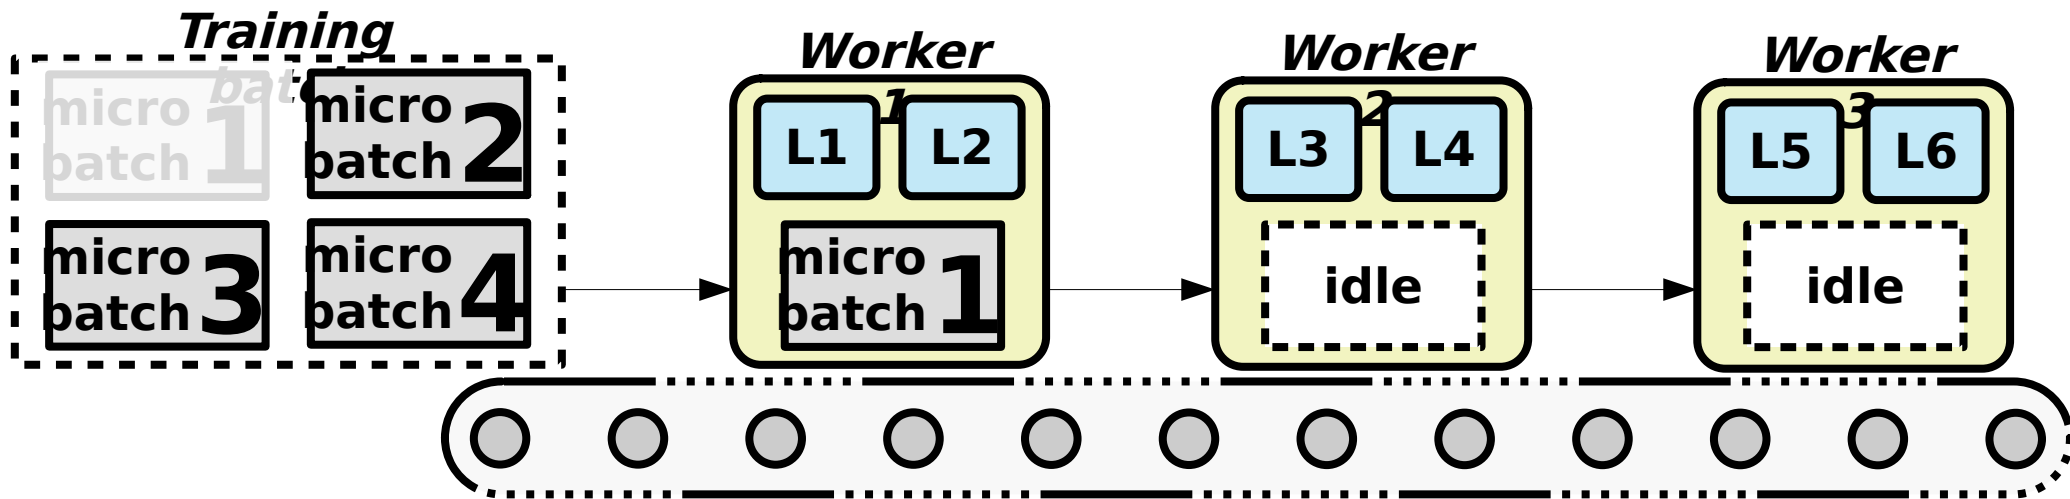 Training
batch
micro
batch 1
micro
batch 2
micro
batch 3
micro
batch 4
Worker
1
L1 L2
micro
batch 1
Worker
2
L3 L4
idle
Worker
3
L5 L6
idle